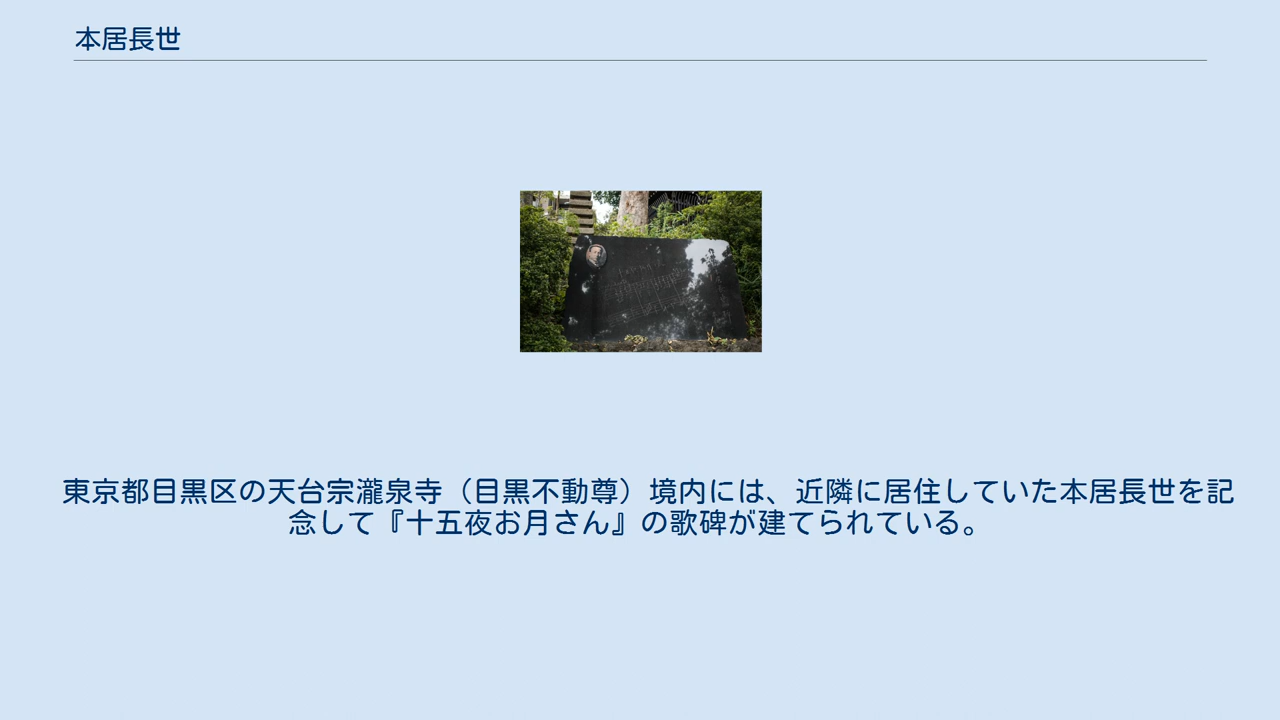 本居長世
東京都目黒区の天台宗瀧泉寺（目黒不動尊）境内には、近隣に居住していた本居長世を記
念して『十五夜お月さん』の歌碑が建てられている。